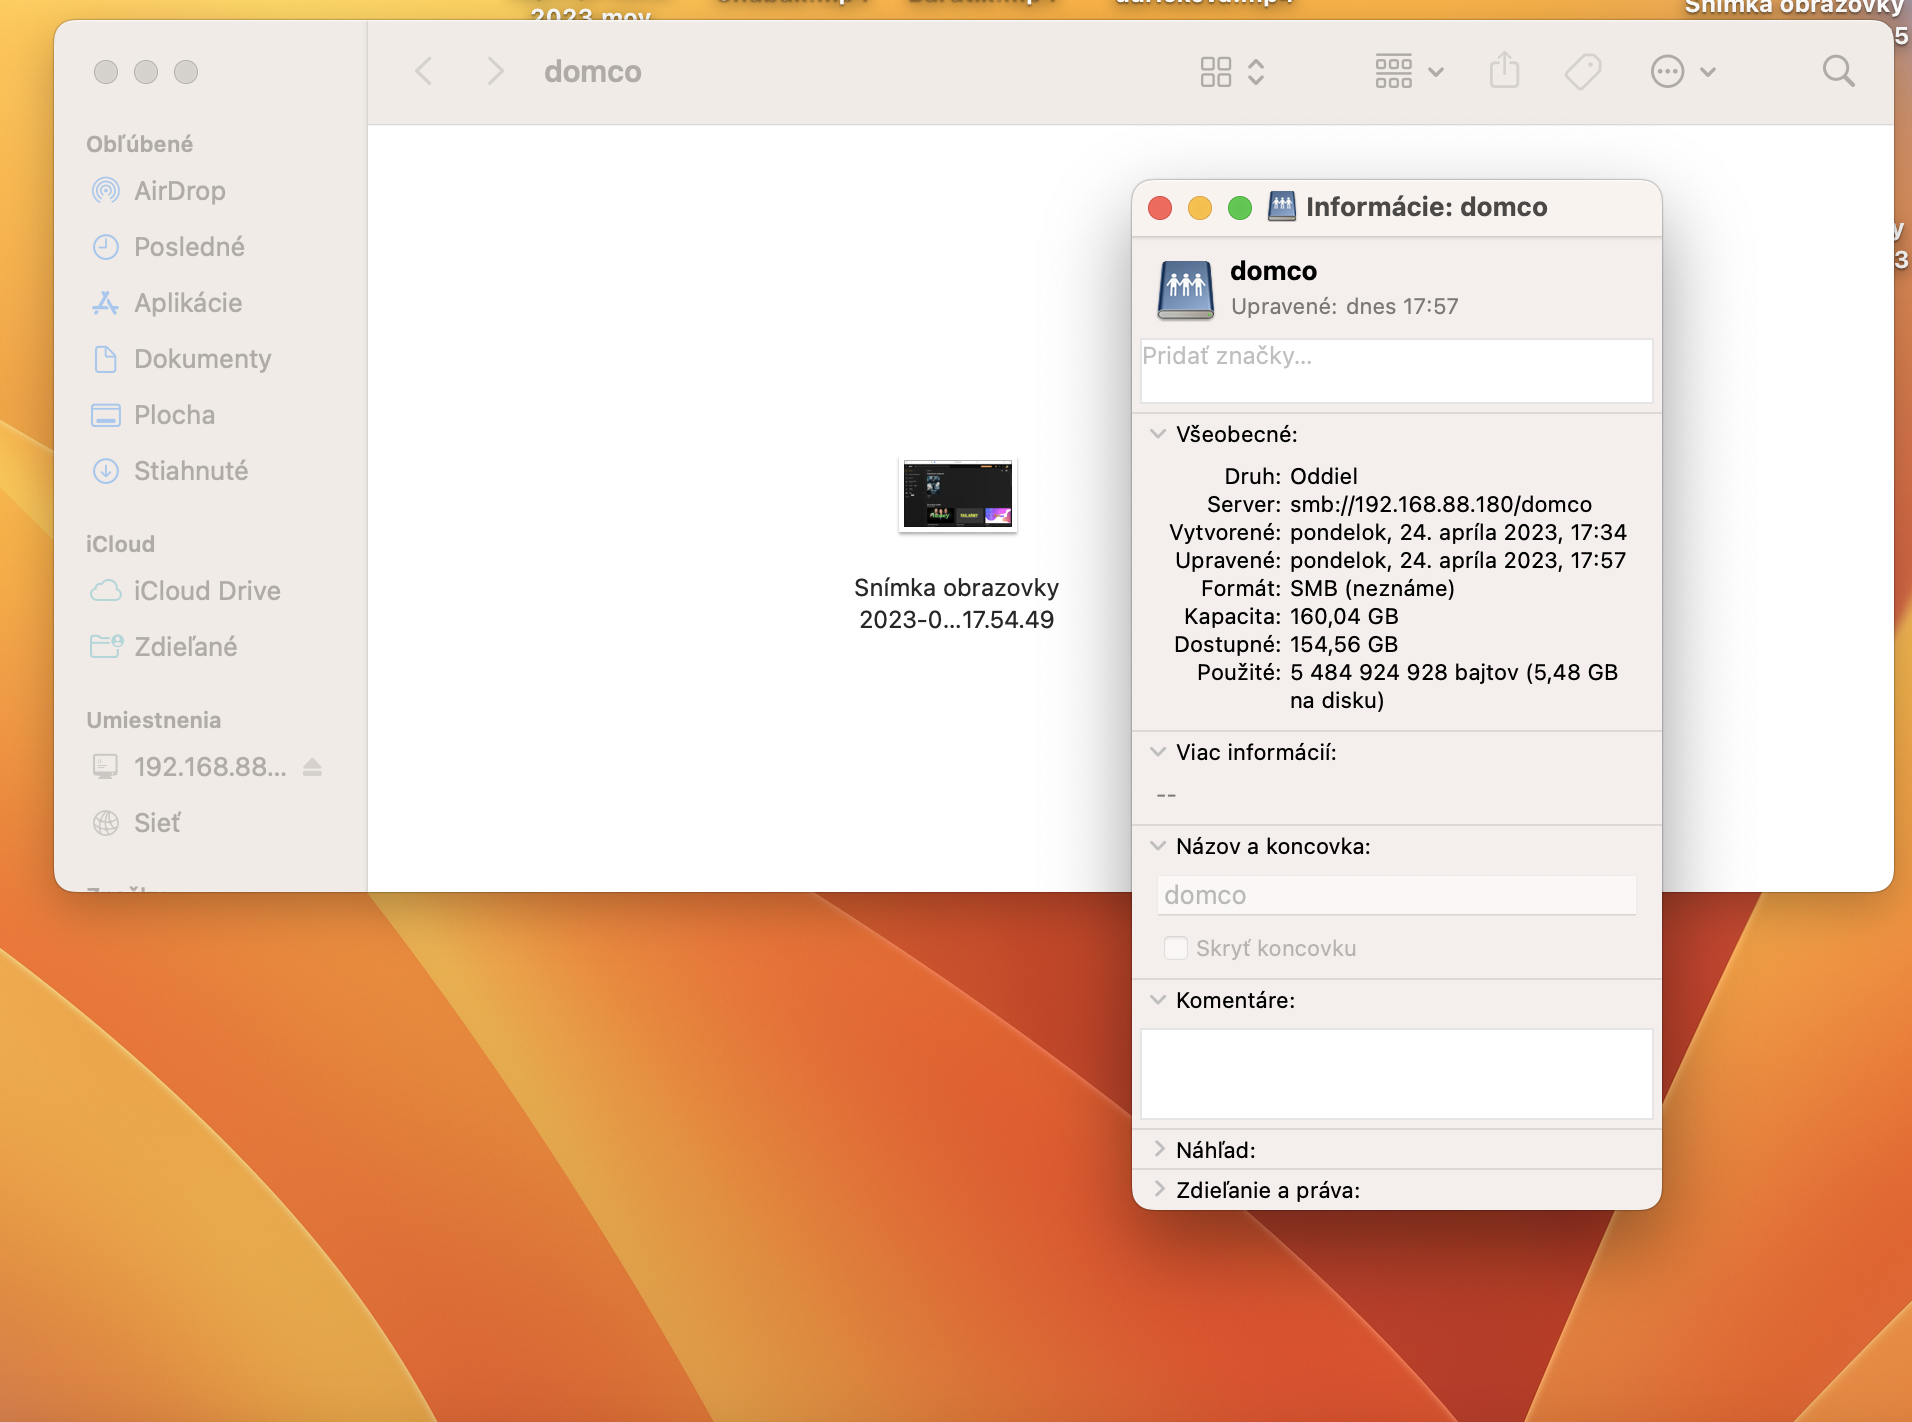 2023.mov
Snímka obrazovky
5
domco
Obľúbené
AirDrop
Posledné
Aplikácie
Dokumenty
Plocha
Stiahnuté
iCloud
iCloud Drive
Zdieľané
Umiestnenia
192.168.88...
Sieť
Snímka obrazovky
2023-0...17.54.49
y
3
Informácie: domco
domco
Upravené: dnes 17:57
Pridať značky...
Všeobecné:
Druh: Oddiel
Server: smb://192.168.88.180/domco
Vytvorené: pondelok, 24. apríla 2023, 17:34
Upravené: pondelok, 24. apríla 2023, 17:57
Formát: SMB (neznáme)
Kapacita: 160,04 GB
Dostupné: 154,56 GB
Použité: 5 484 924 928 bajtov (5,48 GB
na disku)
Viac informácií:
--
Názov a koncovka:
domco
Skryť koncovku
Komentáre:
Náhľad:
Zdieľanie a práva: